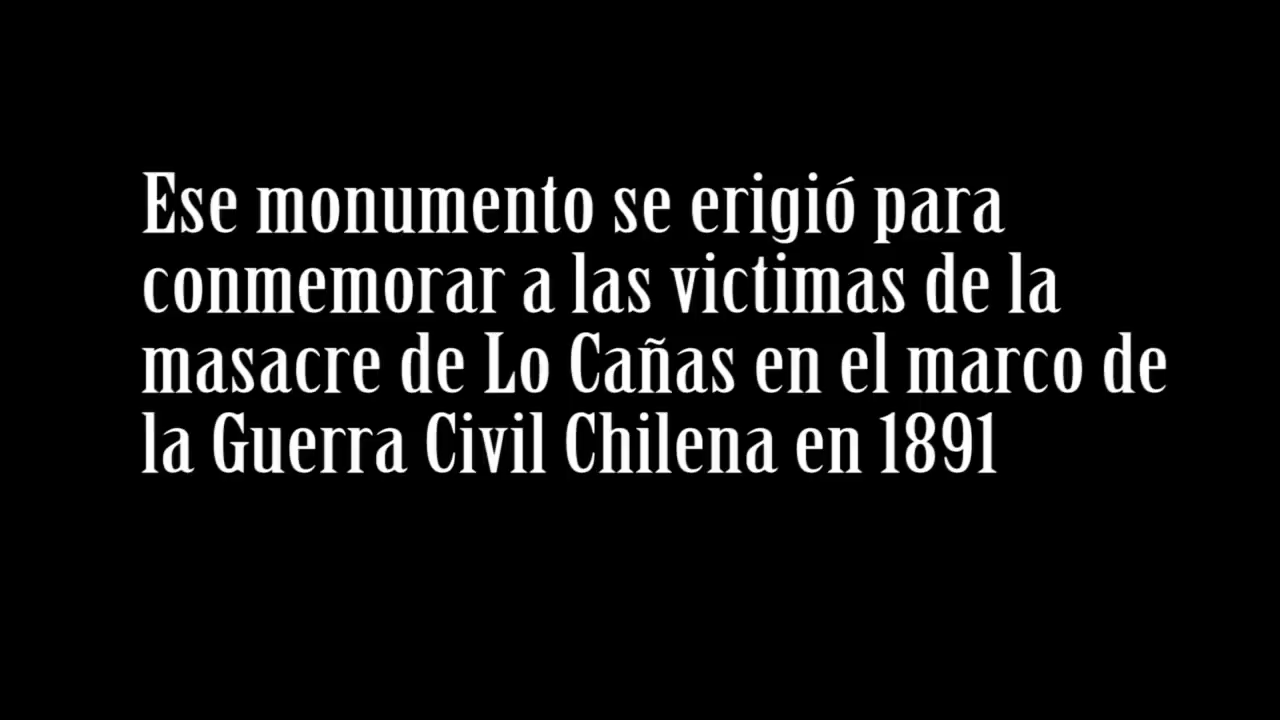 Ese monumento se erigió para
conmemorar a las victimas de la
masacre de Lo Cañas en el marco de
la Guerra Civil Chilena en 1891